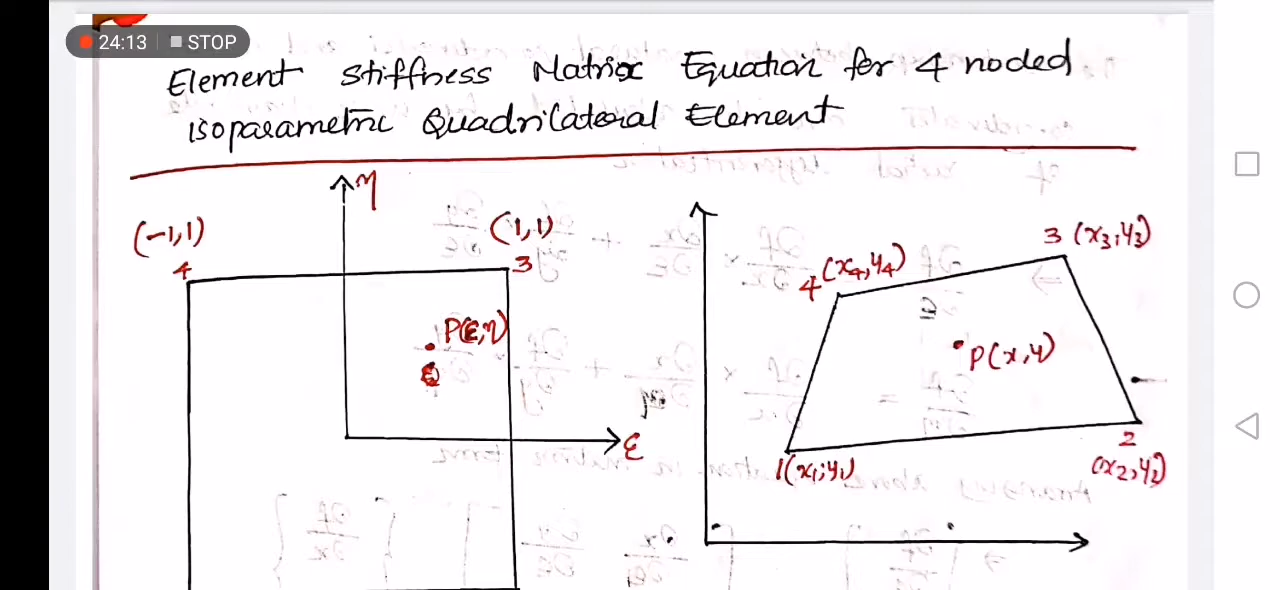 24:13 STOP
Element Stiffness Matrix Equation for 4 noded
isoparametric Quadrilateral Element
η
(-1,1)
(1,1)
4
3
P(ε,η)
ε
3 (x3,y3)
4 (x4,y4)
P(x,y)
1(x1,y1)
2
(x2,y2)